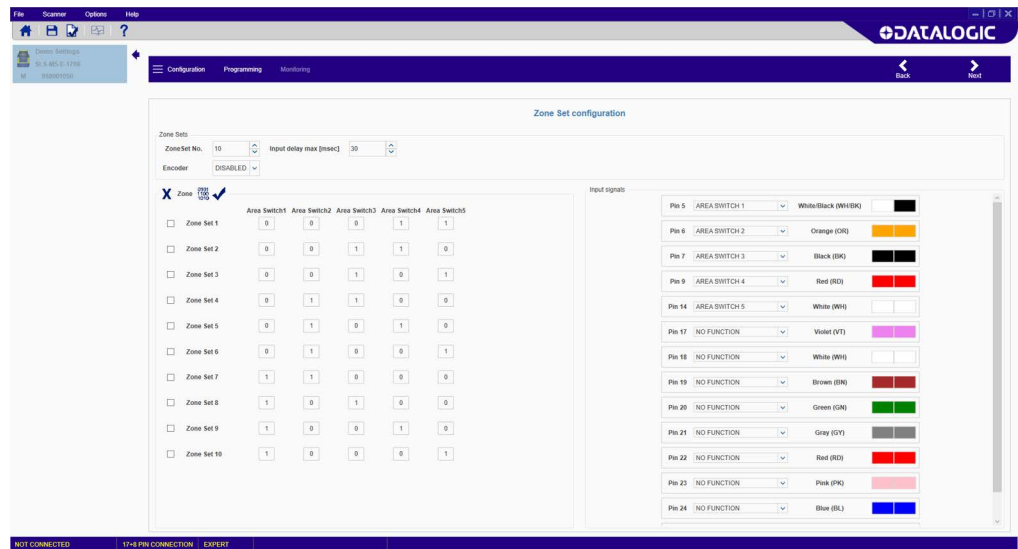 File Scanner Options Help
DATALOGIC
Demo Settings
SLS-M5-E-1708
M 958001090
Configuration Programming Monitoring Back Next
Zone Set configuration
Zone Sets
ZoneSet No. 10 Input delay max [msec] 30
Encoder DISABLED
X Zone 0101 1100 1010
Input signals
Area Switch1 Area Switch2 Area Switch3 Area Switch4 Area Switch5
Zone Set 1 0 0 0 1 1
Zone Set 2 0 0 1 1 0
Zone Set 3 0 0 1 0 1
Zone Set 4 0 1 1 0 0
Zone Set 5 0 1 0 1 0
Zone Set 6 0 1 0 0 1
Zone Set 7 1 1 0 0 0
Zone Set 8 1 0 1 0 0
Zone Set 9 1 0 0 1 0
Zone Set 10 1 0 0 0 1
Pin 5 AREA SWITCH 1 White/Black (WH/BK)
Pin 6 AREA SWITCH 2 Orange (OR)
Pin 7 AREA SWITCH 3 Black (BK)
Pin 9 AREA SWITCH 4 Red (RD)
Pin 14 AREA SWITCH 5 White (WH)
Pin 17 NO FUNCTION Violet (VT)
Pin 18 NO FUNCTION White (WH)
Pin 19 NO FUNCTION Brown (BN)
Pin 20 NO FUNCTION Green (GN)
Pin 21 NO FUNCTION Gray (GY)
Pin 22 NO FUNCTION Red (RD)
Pin 23 NO FUNCTION Pink (PK)
Pin 24 NO FUNCTION Blue (BL)
NOT CONNECTED 17+8 PIN CONNECTION EXPERT